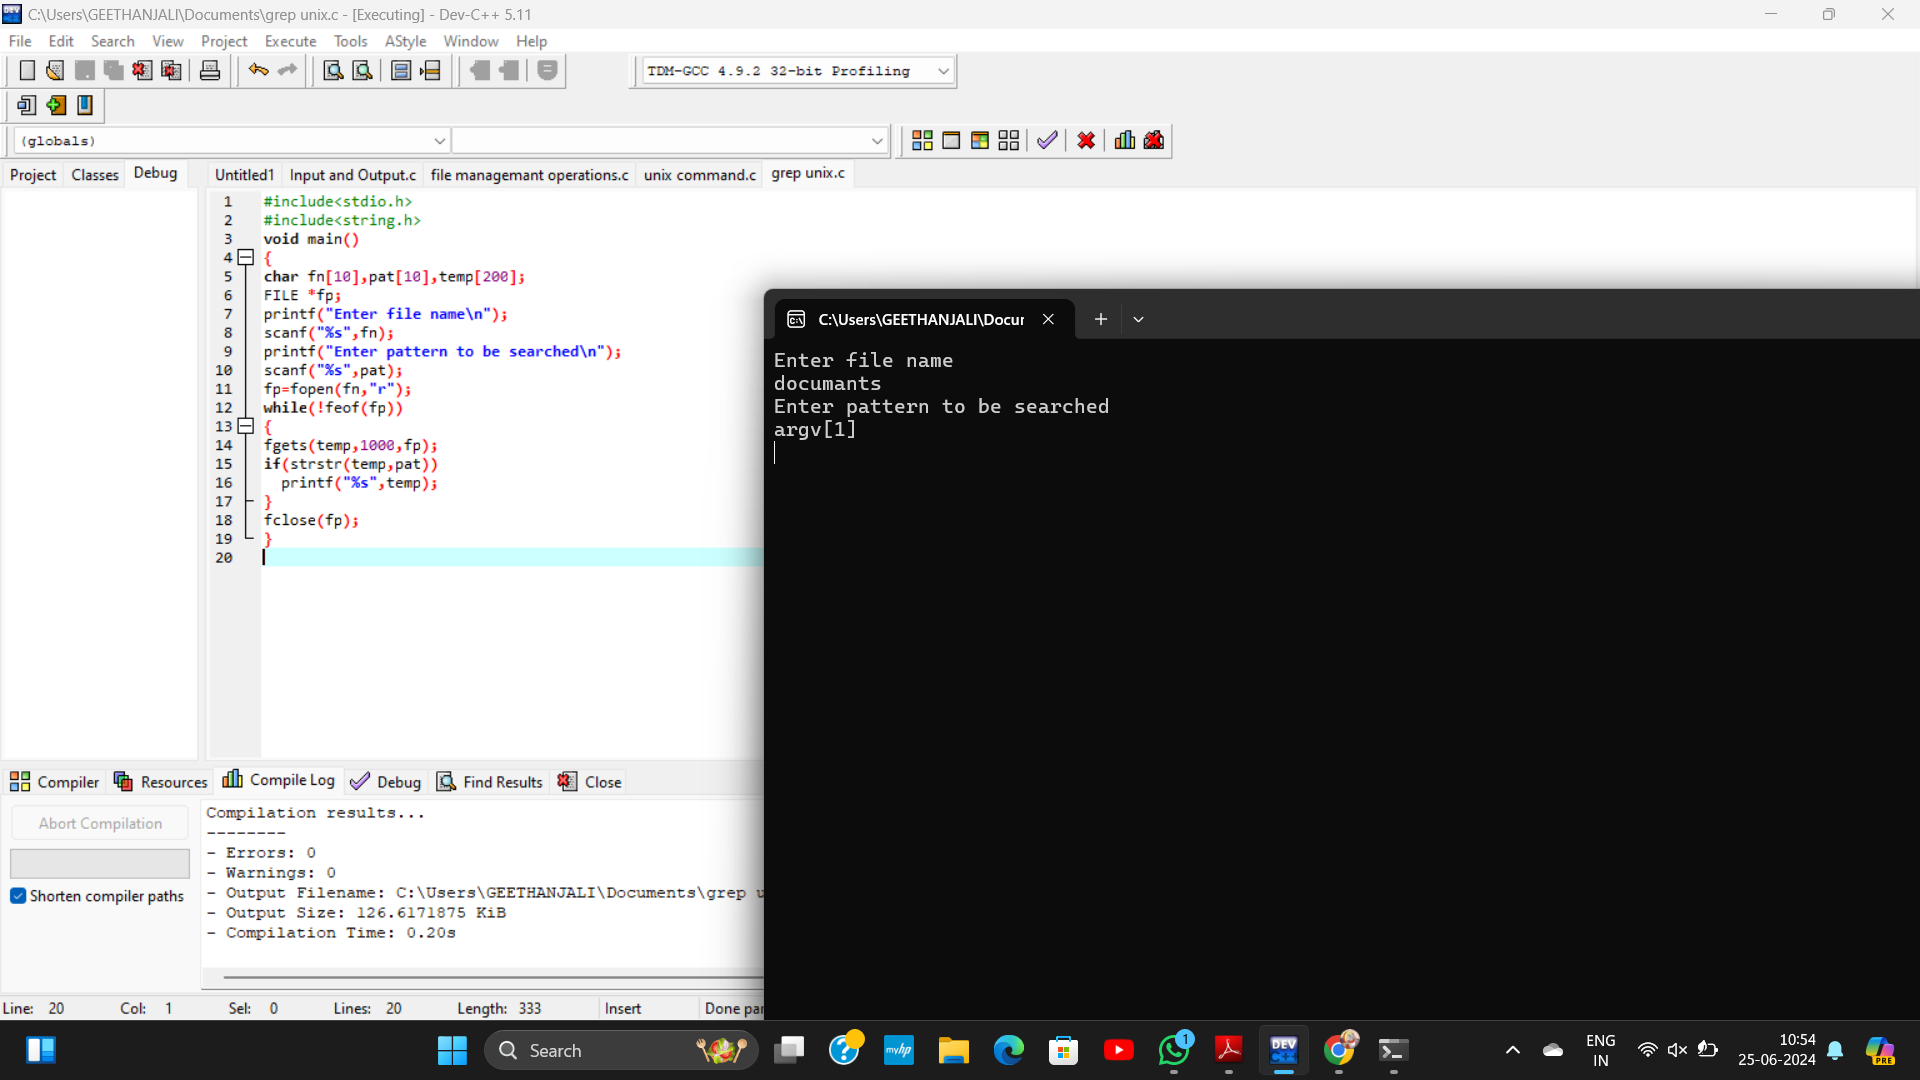 C:\Users\GEETHANJALI\Documents\grep unix.c - [Executing] - Dev-C++ 5.11
File Edit Search View Project Execute Tools AStyle Window Help
TDM-GCC 4.9.2 32-bit Profiling
(globals)
Project Classes Debug
Untitled1 Input and Output.c file managemant operations.c unix command.c grep unix.c
1 #include<stdio.h>
2 #include<string.h>
3 void main()
4 {
5 char fn[10],pat[10],temp[200];
6 FILE *fp;
7 printf("Enter file name\n");
8 scanf("%s",fn);
9 printf("Enter pattern to be searched\n");
10 scanf("%s",pat);
11 fp=fopen(fn,"r");
12 while(!feof(fp))
13 {
14 fgets(temp,1000,fp);
15 if(strstr(temp,pat))
16 printf("%s",temp);
17 }
18 fclose(fp);
19 }
20
C:\Users\GEETHANJALI\Docur
Enter file name
documants
Enter pattern to be searched
argv[1]
Compiler Resources Compile Log Debug Find Results Close
Abort Compilation
Shorten compiler paths
Compilation results...
--------
- Errors: 0
- Warnings: 0
- Output Filename: C:\Users\GEETHANJALI\Documents\grep u
- Output Size: 126.6171875 KiB
- Compilation Time: 0.20s
Line: 20 Col: 1 Sel: 0 Lines: 20 Length: 333 Insert Done par
Search
myhp
1
DEV
ENG
IN
10:54
25-06-2024
PRE